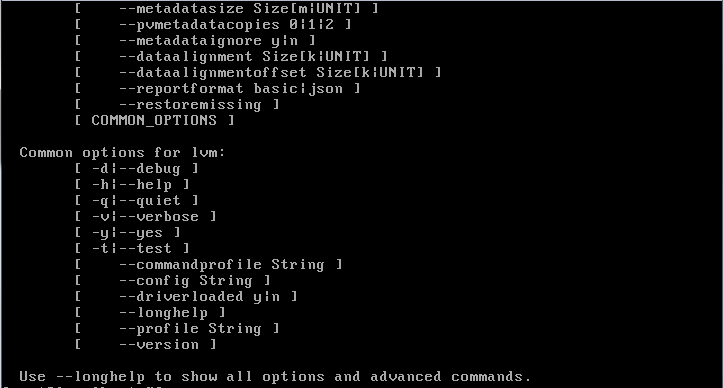 [ --metadatasize Size[m|UNIT] ]
[ --pvmetadatacopies 0|1|2 ]
[ --metadataignore y|n ]
[ --dataalignment Size[k|UNIT] ]
[ --dataalignmentoffset Size[k|UNIT] ]
[ --reportformat basic|json ]
[ --restoremissing ]
[ COMMON_OPTIONS ]
Common options for lvm:
[ -d|--debug ]
[ -h|--help ]
[ -q|--quiet ]
[ -v|--verbose ]
[ -y|--yes ]
[ -t|--test ]
[ --commandprofile String ]
[ --config String ]
[ --driverloaded y|n ]
[ --longhelp ]
[ --profile String ]
[ --version ]
Use --longhelp to show all options and advanced commands.